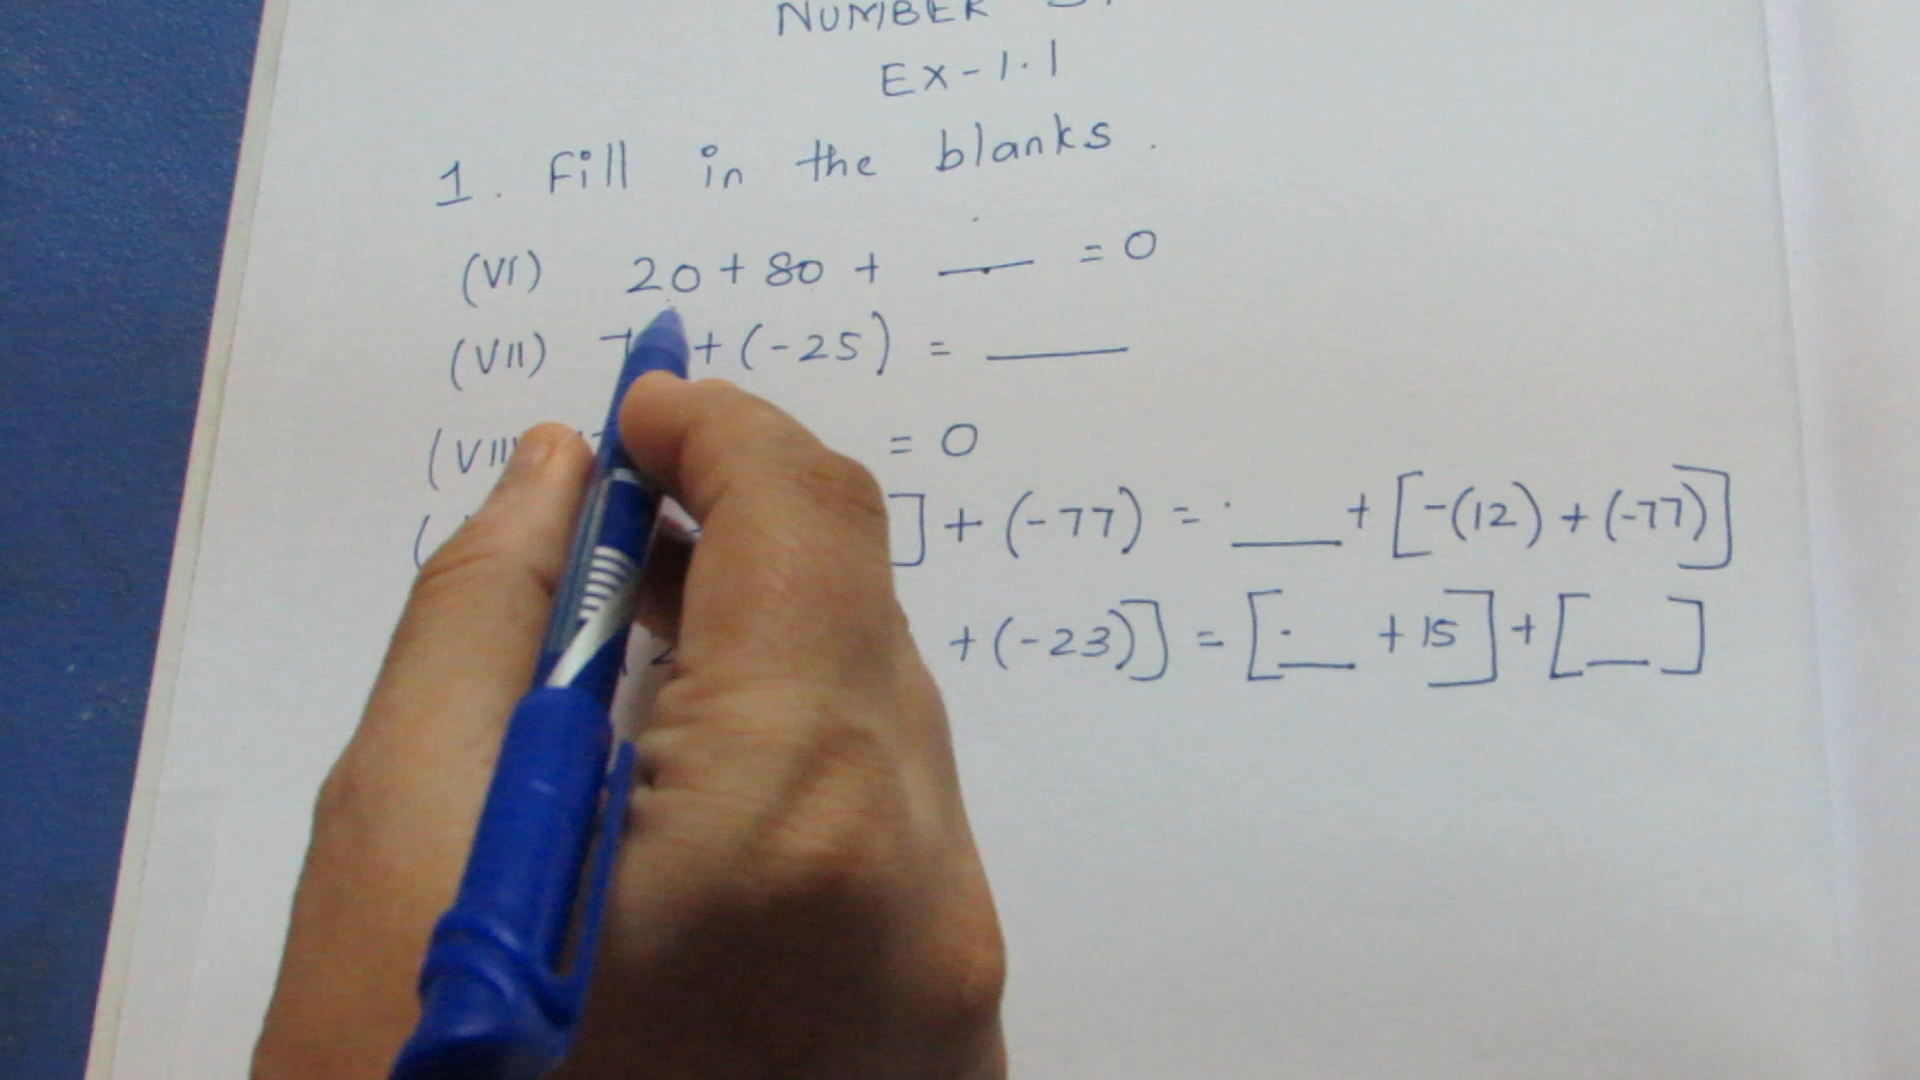 NUMBER
Ex-1.1
1. Fill in the blanks.
(VI) 20 + 80 + ___ = 0
(VII) + (-25) = ___
= 0
] + (-77) = ___ + [-(12) + (-77)]
+ (-23)] = [___ + 15] + [___]